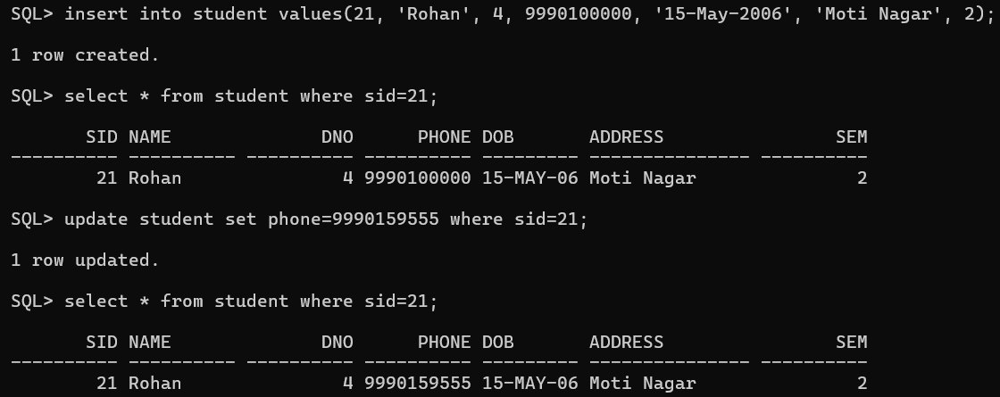 SQL> insert into student values(21, 'Rohan', 4, 9990100000, '15-May-2006', 'Moti Nagar', 2);
1 row created.
SQL> select * from student where sid=21;
       SID NAME              DNO      PHONE DOB       ADDRESS                SEM
---------- ---------- ---------- ---------- --------- --------------- ----------
        21 Rohan               4 9990100000 15-MAY-06 Moti Nagar               2
SQL> update student set phone=9990159555 where sid=21;
1 row updated.
SQL> select * from student where sid=21;
       SID NAME              DNO      PHONE DOB       ADDRESS                SEM
---------- ---------- ---------- ---------- --------- --------------- ----------
        21 Rohan               4 9990159555 15-MAY-06 Moti Nagar               2